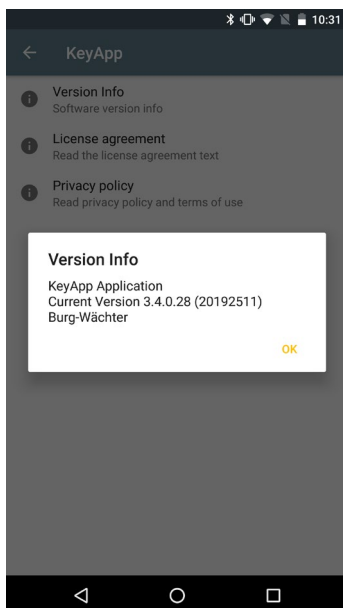 10:31
KeyApp
Version Info
Software version info
License agreement
Read the license agreement text
Privacy policy
Read privacy policy and terms of use
Version Info
KeyApp Application
Current Version 3.4.0.28 (20192511)
Burg-Wächter
OK